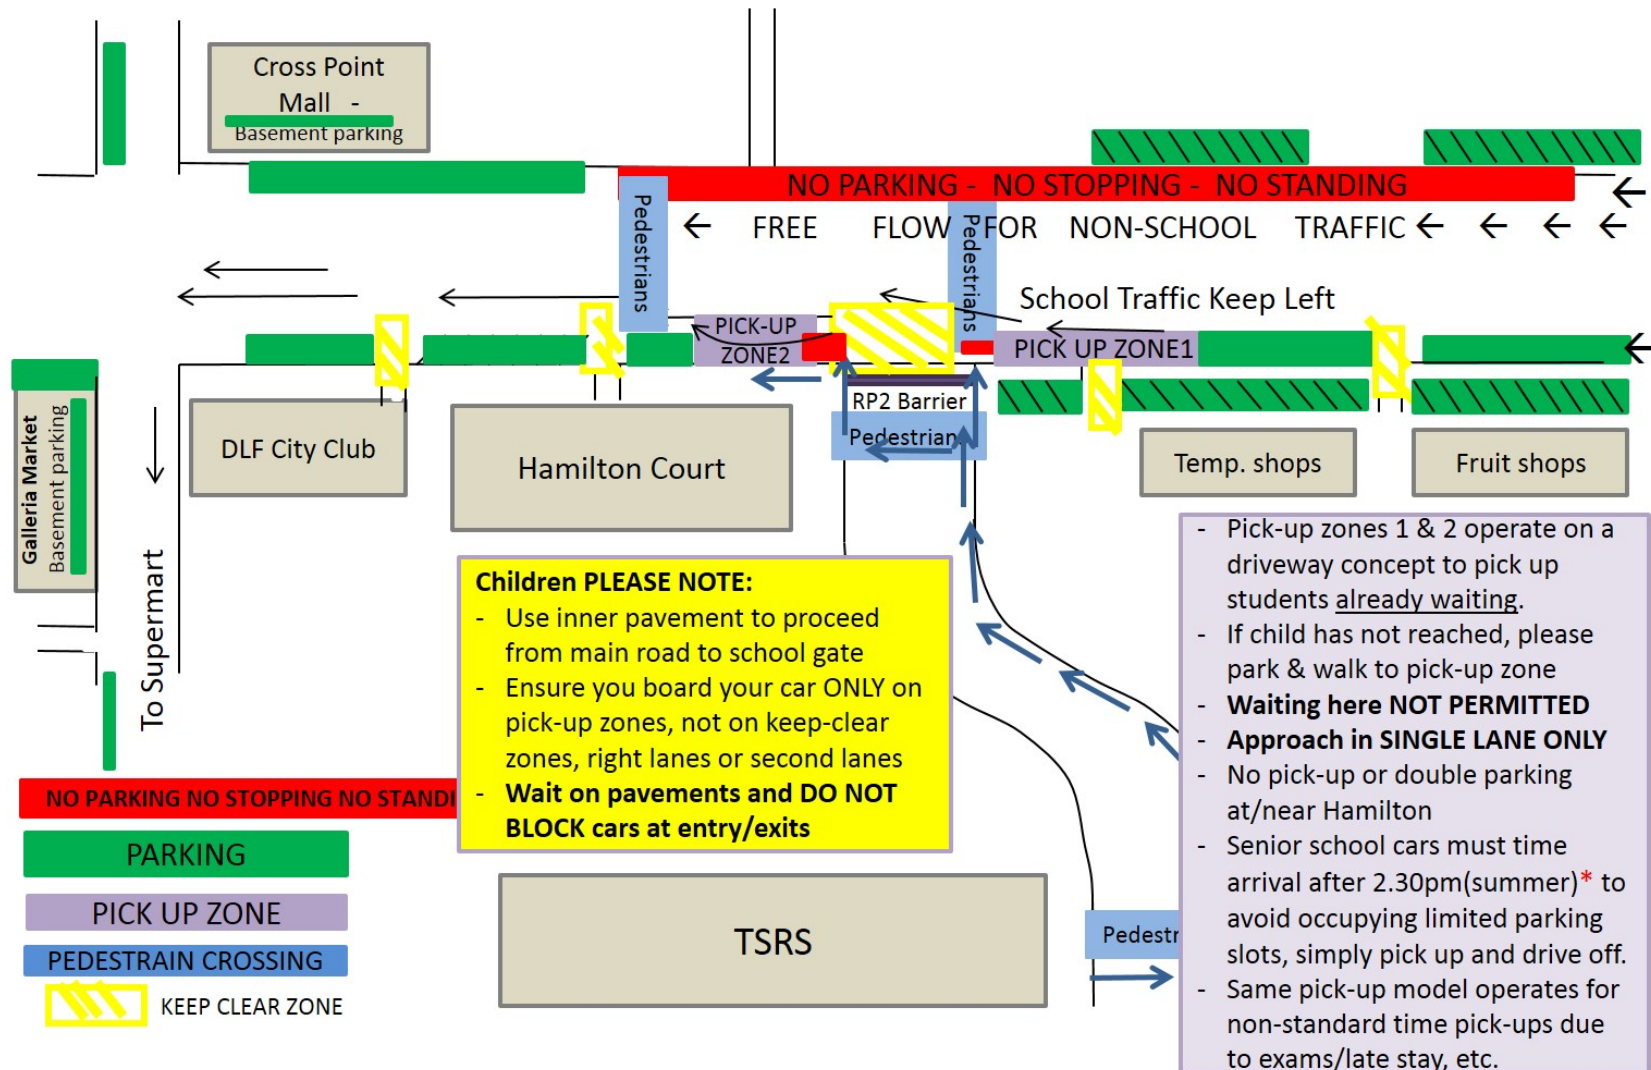 Cross Point
Mall -
Basement parking
NO PARKING - NO STOPPING - NO STANDING
← FREE FLOW FOR NON-SCHOOL TRAFFIC ← ← ← ←
Pedestrians
Pedestrians
School Traffic Keep Left
PICK-UP
ZONE2
PICK UP ZONE1
RP2 Barrier
Pedestrian
Galleria Market
Basement parking
DLF City Club
Hamilton Court
Temp. shops
Fruit shops
To Supermart
Children PLEASE NOTE:
- Use inner pavement to proceed
from main road to school gate
- Ensure you board your car ONLY on
pick-up zones, not on keep-clear
zones, right lanes or second lanes
- Wait on pavements and DO NOT
BLOCK cars at entry/exits
- Pick-up zones 1 & 2 operate on a
driveway concept to pick up
students already waiting.
- If child has not reached, please
park & walk to pick-up zone
- Waiting here NOT PERMITTED
- Approach in SINGLE LANE ONLY
- No pick-up or double parking
at/near Hamilton
- Senior school cars must time
arrival after 2.30pm(summer)* to
avoid occupying limited parking
slots, simply pick up and drive off.
- Same pick-up model operates for
non-standard time pick-ups due
to exams/late stay, etc.
NO PARKING NO STOPPING NO STANDI
PARKING
PICK UP ZONE
PEDESTRAIN CROSSING
KEEP CLEAR ZONE
TSRS
Pedestr